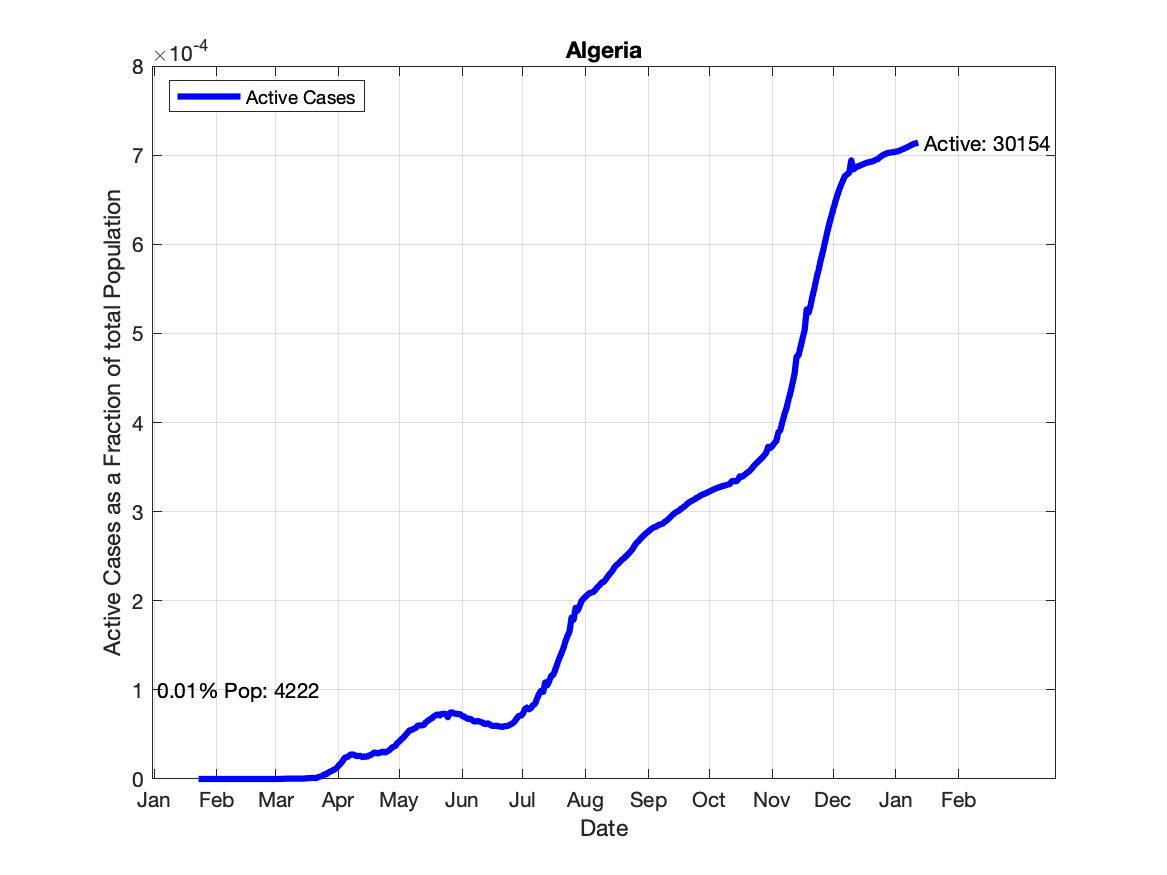 Algeria
×10-4
Active Cases
8
7
6
5
4
3
2
1
0
Active: 30154
0.01% Pop: 4222
Active Cases as a Fraction of total Population
Jan Feb Mar Apr May Jun Jul Aug Sep Oct Nov Dec Jan Feb
Date